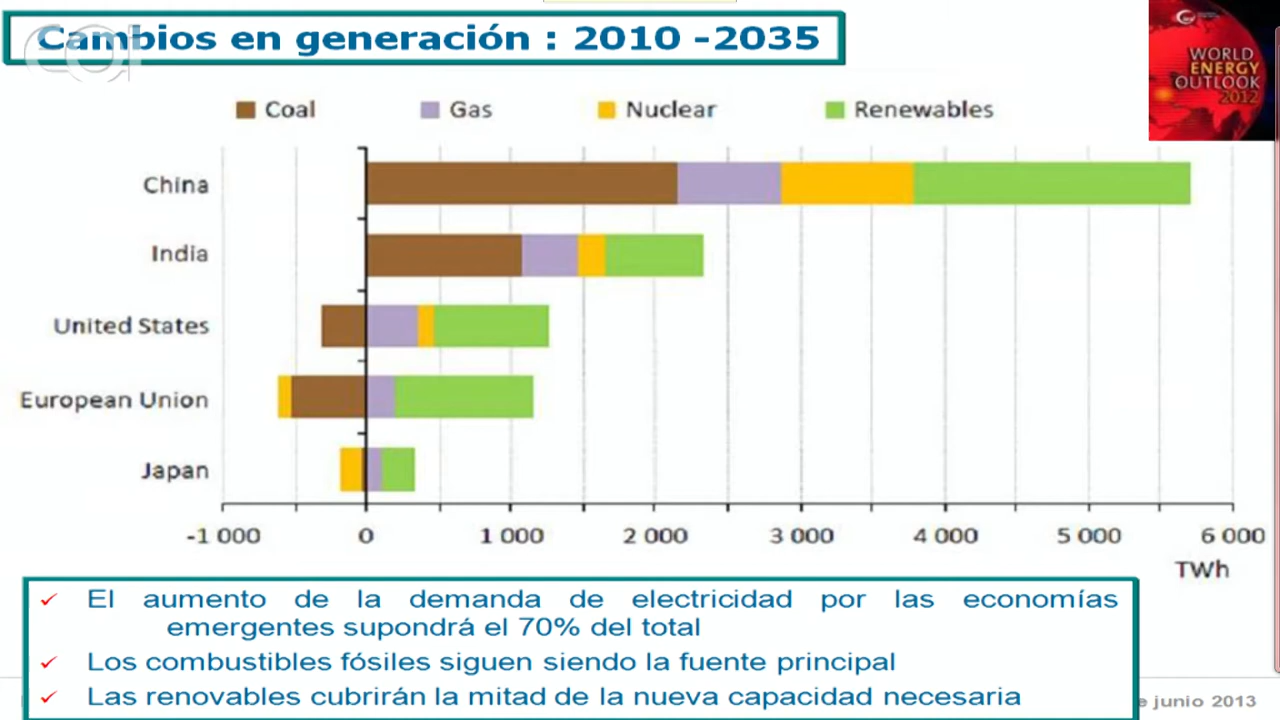 Cambios en generación : 2010 -2035
WORLD
ENERGY
OUTLOOK
2012
Coal Gas Nuclear Renewables
China
India
United States
European Union
Japan
-1 000 0 1 000 2 000 3 000 4 000 5 000 6 000
TWh
✓ El aumento de la demanda de electricidad por las economías
emergentes supondrá el 70% del total
✓ Los combustibles fósiles siguen siendo la fuente principal
✓ Las renovables cubrirán la mitad de la nueva capacidad necesaria
e junio 2013